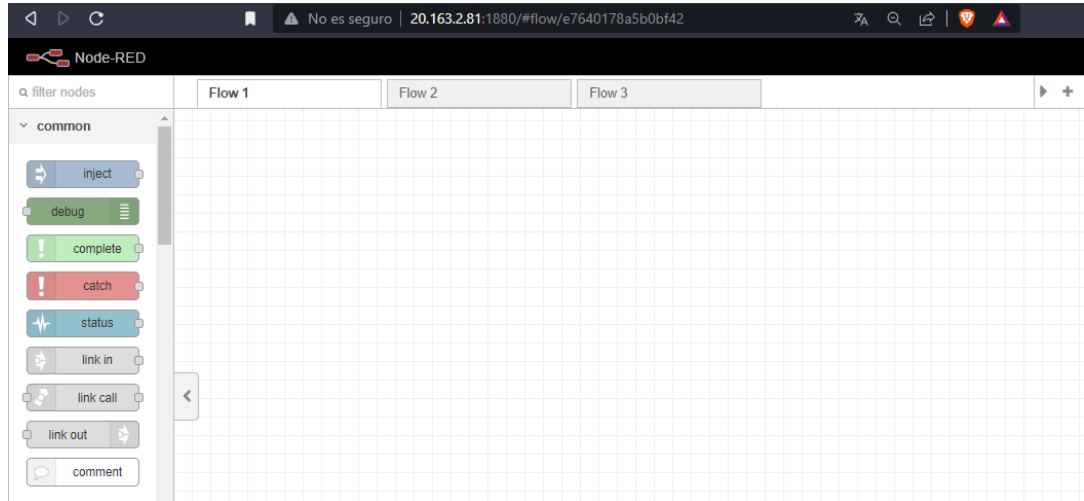 No es seguro 20.163.2.81:1880/#flow/e7640178a5b0bf42
Node-RED
filter nodes
Flow 1 Flow 2 Flow 3
common
inject
debug
complete
catch
status
link in
link call
link out
comment